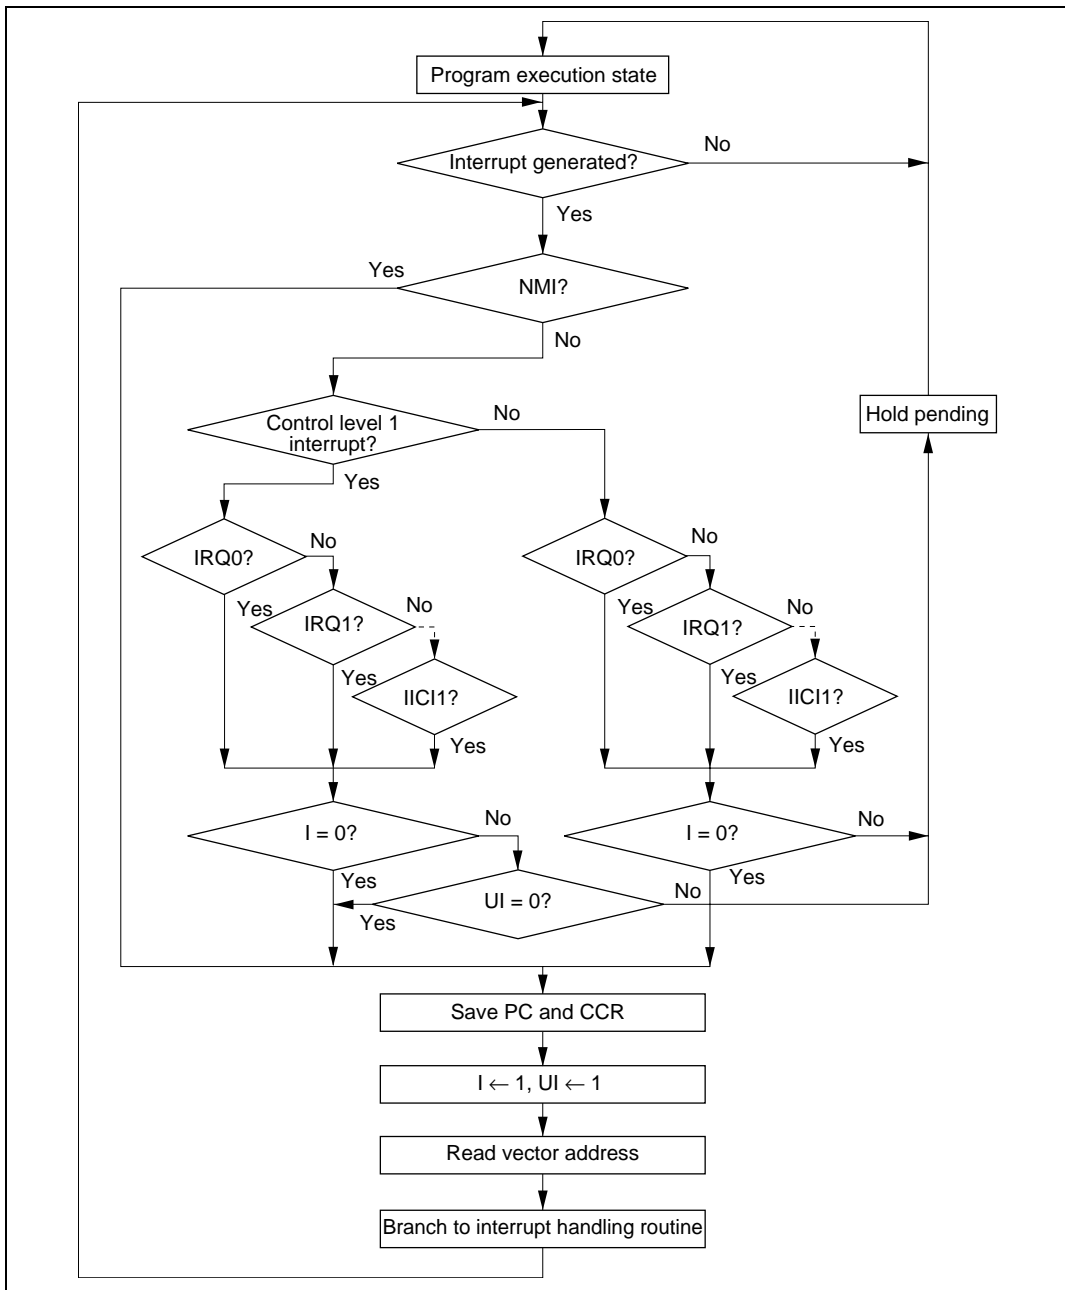 Program execution state
Interrupt generated?
No
Yes
Yes
NMI?
No
Control level 1
interrupt?
No
Hold pending
Yes
IRQ0?
No
IRQ0?
No
Yes
IRQ1?
No
Yes
IRQ1?
No
Yes
IICI1?
Yes
IICI1?
Yes
Yes
I = 0?
No
I = 0?
No
Yes
Yes
UI = 0?
No
Yes
Save PC and CCR
I ← 1, UI ← 1
Read vector address
Branch to interrupt handling routine